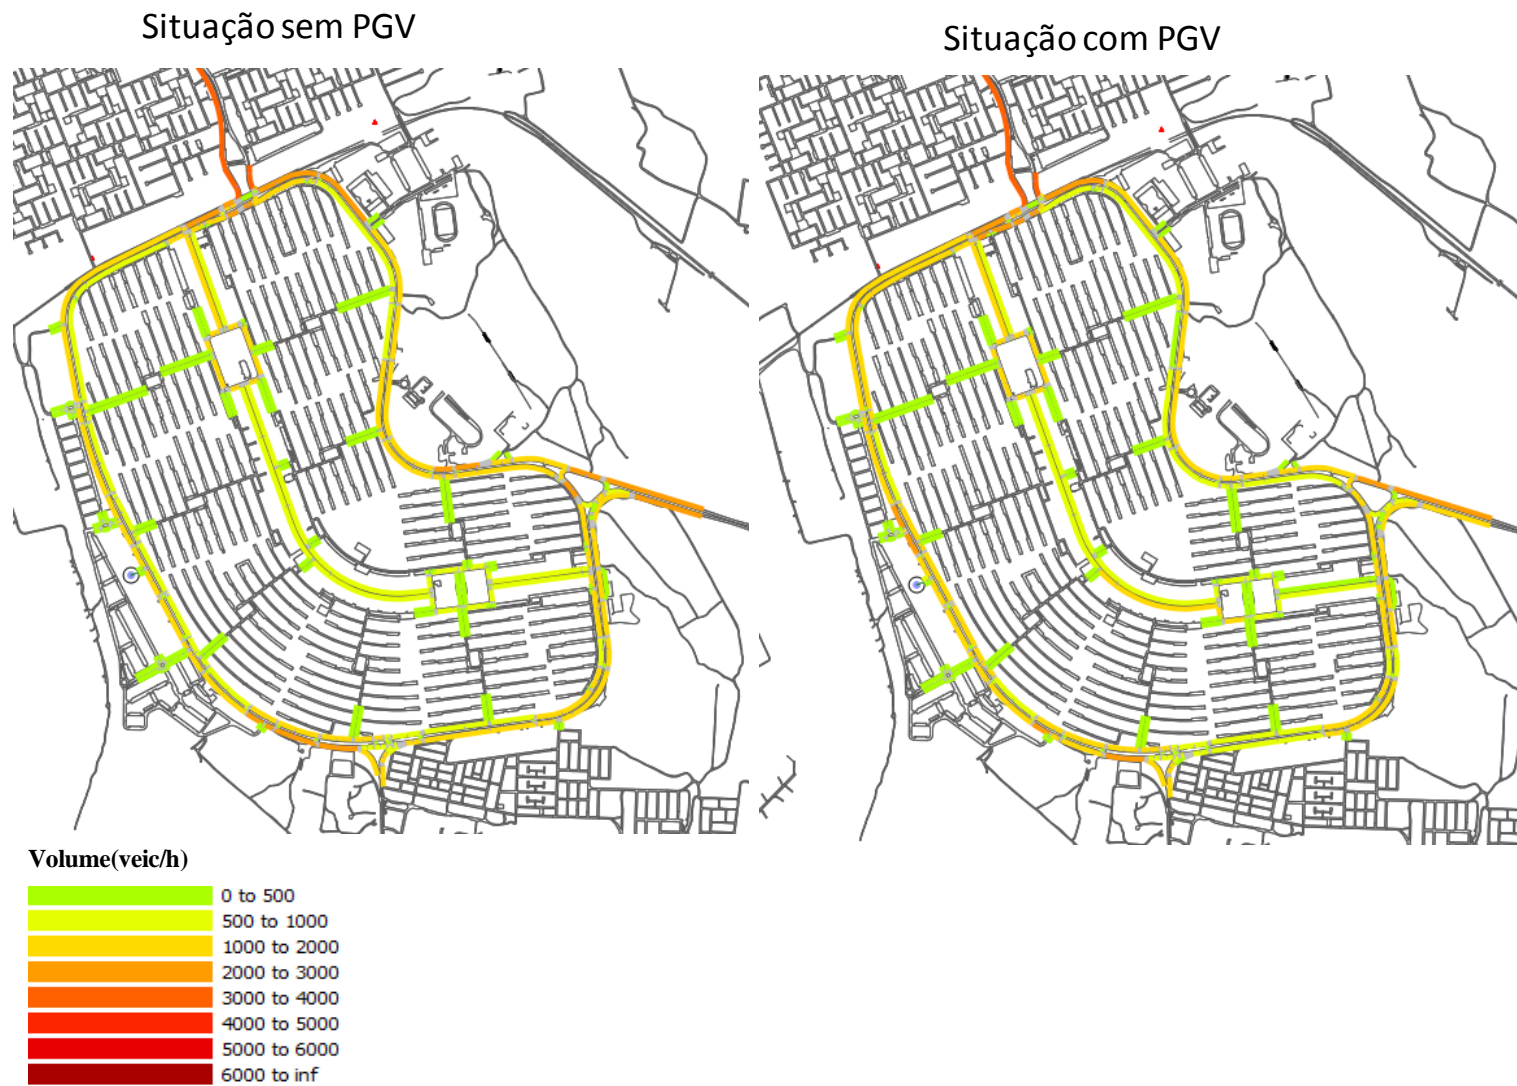 Situação sem PGV
Situação com PGV
Volume(veic/h)
0 to 500
500 to 1000
1000 to 2000
2000 to 3000
3000 to 4000
4000 to 5000
5000 to 6000
6000 to inf